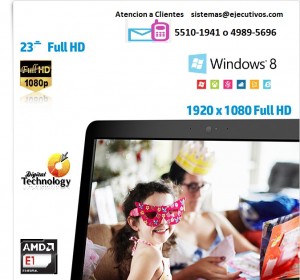 Atencion a Clientes sistemas@ejecutivos.com
5510-1941 o 4989-5696
23" Full HD
Full HD
1080p
Windows 8
1920 x 1080 Full HD
Digital
Technology
AMD
E1